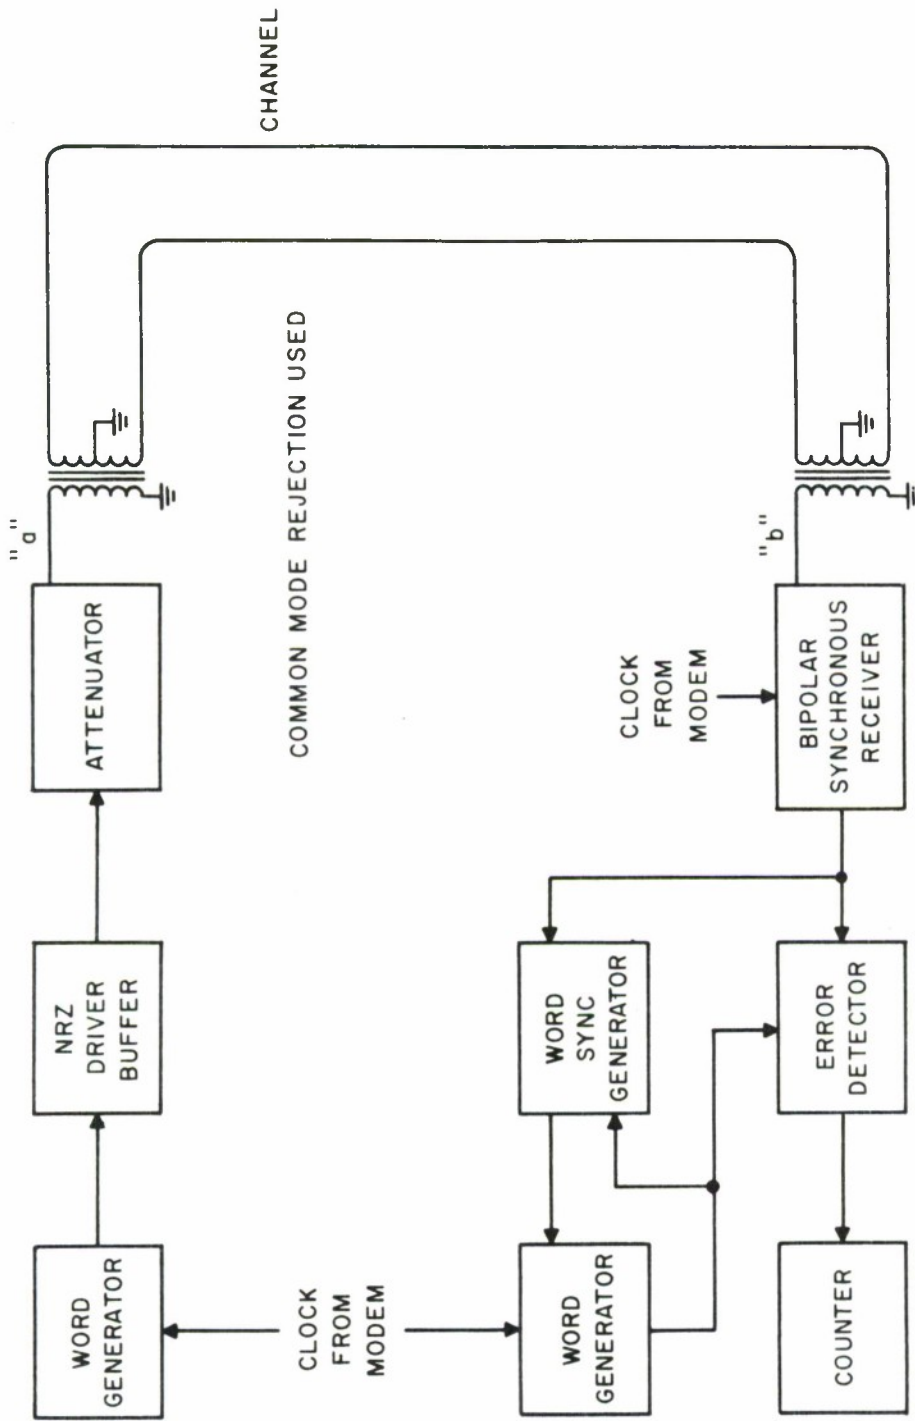 WORD
GENERATOR
NRZ
DRIVER
BUFFER
ATTENUATOR
"a"
CHANNEL
COMMON MODE REJECTION USED
CLOCK
FROM
MODEM
WORD
GENERATOR
WORD
SYNC
GENERATOR
CLOCK
FROM
MODEM
"b"
COUNTER
ERROR
DETECTOR
BIPOLAR
SYNCHRONOUS
RECEIVER